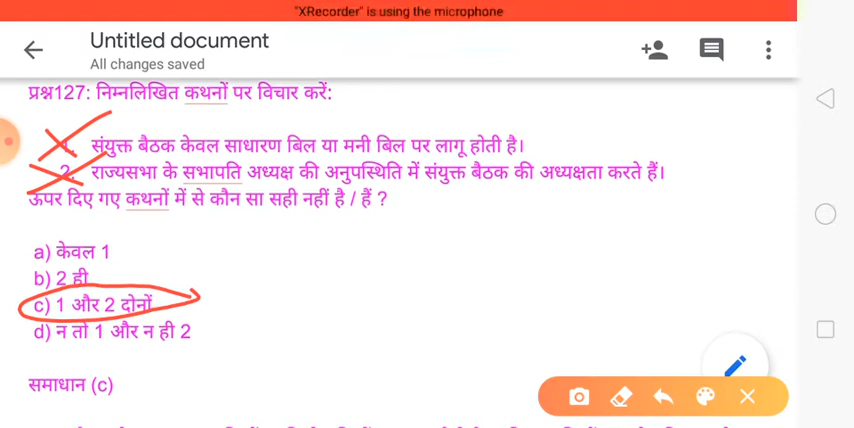 "XRecorder" is using the microphone
Untitled document
All changes saved
प्रश्न127: निम्नलिखित कथनों पर विचार करें:
1. संयुक्त बैठक केवल साधारण बिल या मनी बिल पर लागू होती है।
2. राज्यसभा के सभापति अध्यक्ष की अनुपस्थिति में संयुक्त बैठक की अध्यक्षता करते हैं।
ऊपर दिए गए कथनों में से कौन सा सही नहीं है / हैं ?
a) केवल 1
b) 2 ही
c) 1 और 2 दोनों
d) न तो 1 और न ही 2
समाधान (c)